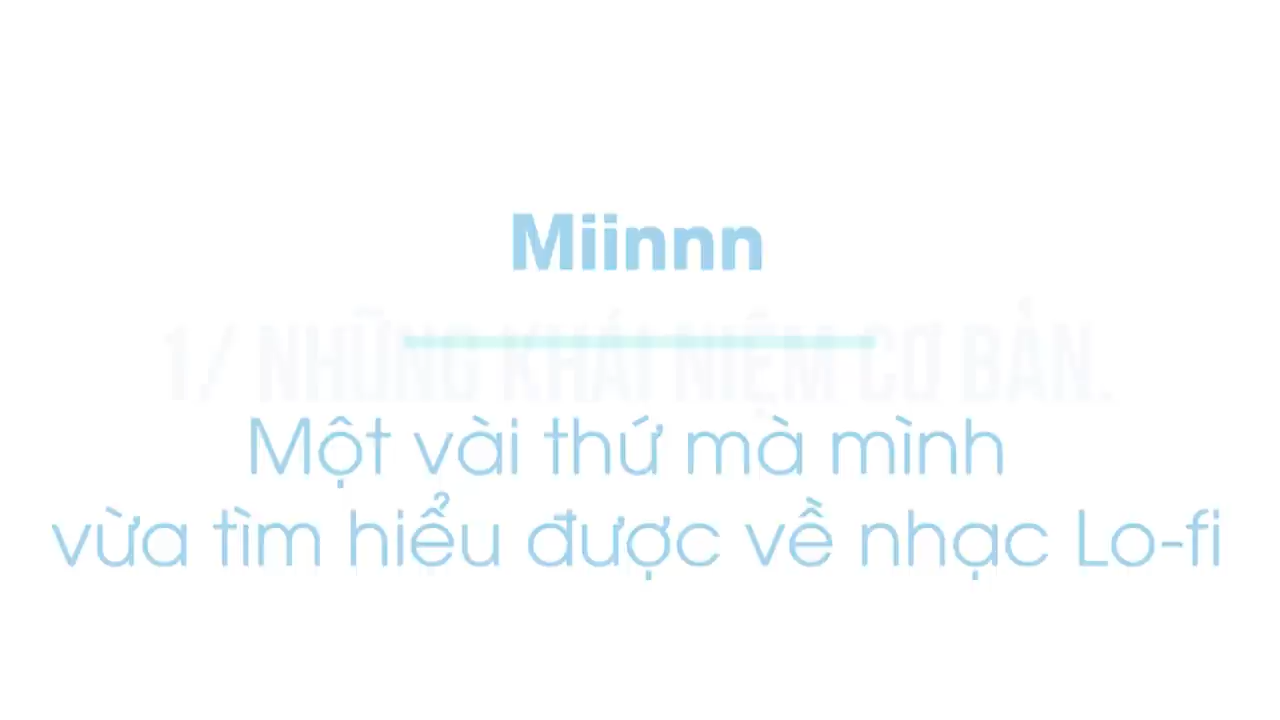 Miinnn
1/ NHỮNG KHÁI NIỆM CƠ BẢN.
Một vài thứ mà mình
vừa tìm hiểu được về nhạc Lo-fi